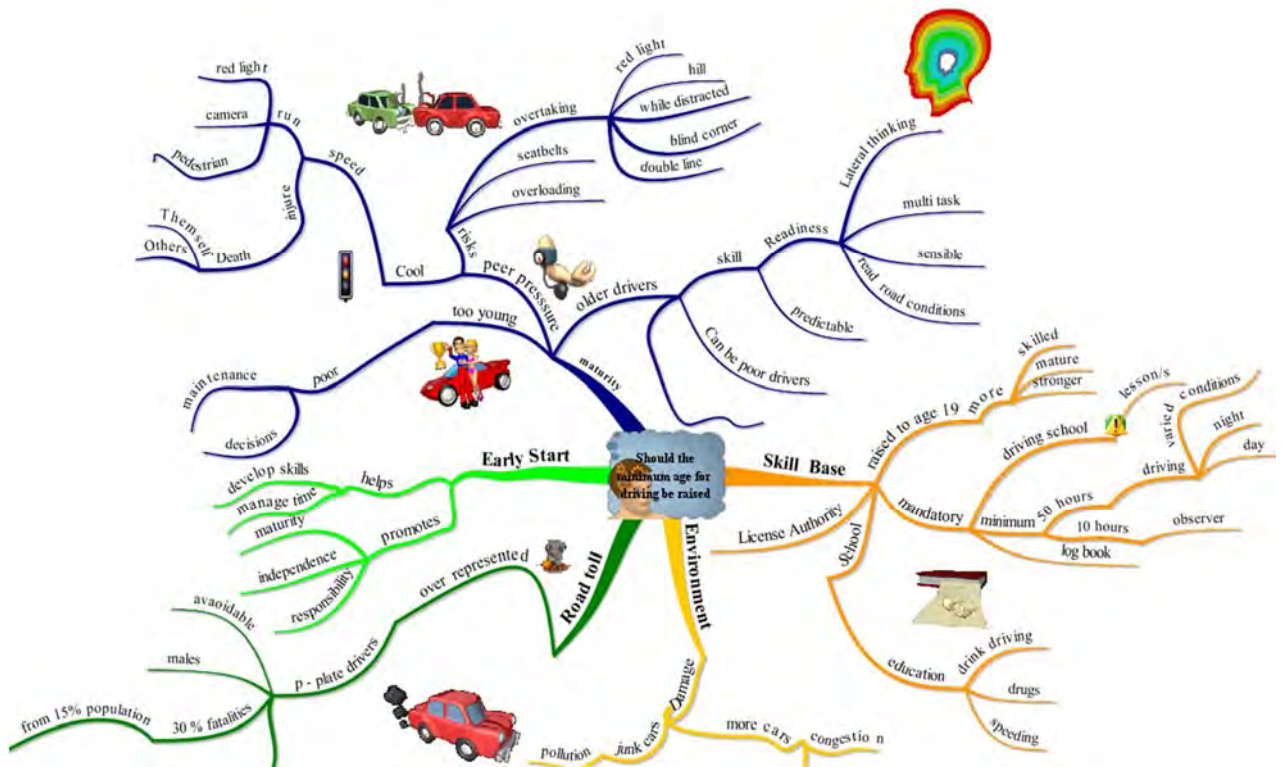 Should the
minimum age for
driving be raised
maturity
too young
poor
maintenance
decisions
peer presssure
Cool
speed
run
red light
camera
pedestrian
injure
Death
Themself
Others
risks
overtaking
red light
hill
while distracted
blind corner
double line
seatbelts
overloading
older drivers
skill
Readiness
Lateral thinking
multi task
sensible
read road conditions
predictable
Can be poor drivers
Skill Base
raised to age 19
more
skilled
mature
stronger
mandatory
driving school
lesson/s
minimum
50 hours
driving
varied conditions
night
day
10 hours
observer
log book
School
education
drink driving
drugs
speeding
License Authority
Environment
Damage
more cars
congestion
junk cars
pollution
Road toll
over represented
p - plate drivers
avaoidable
males
30 % fatalities
from 15% population
Early Start
helps
develop skills
manage time
promotes
maturity
independence
responsibility